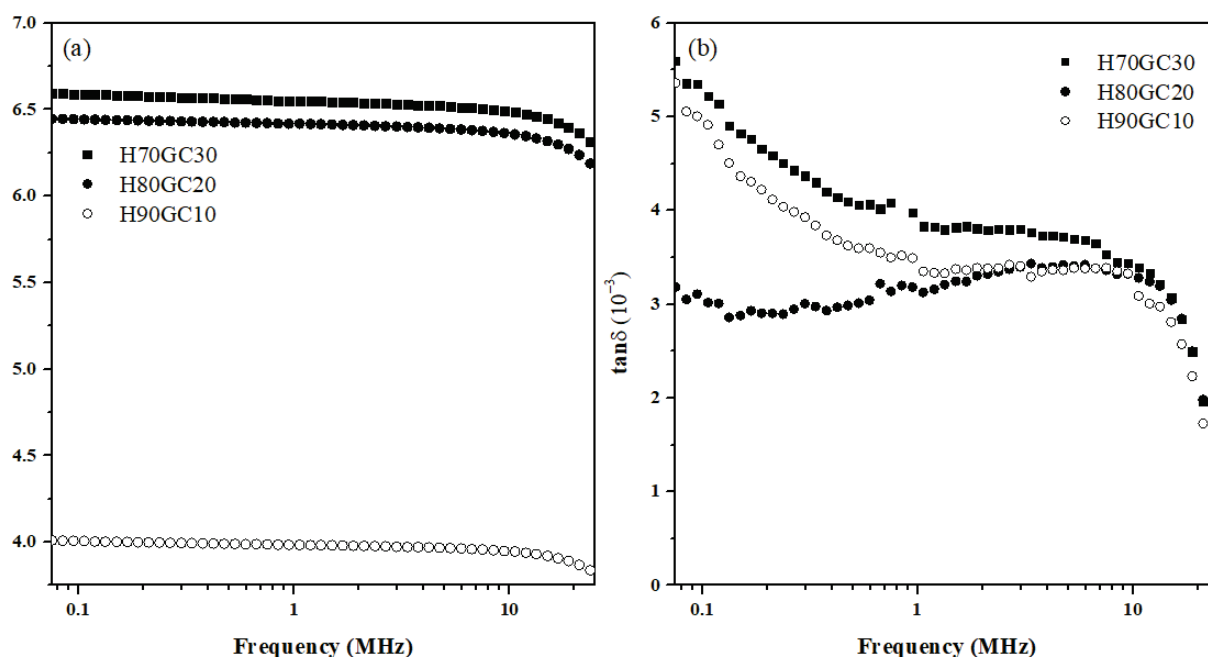 (a)
7.0
6.5
6.0
5.5
5.0
4.5
4.0
H70GC30
H80GC20
H90GC10
0.1
1
10
Frequency (MHz)
(b)
tanδ (10⁻³)
6
5
4
3
2
1
0
H70GC30
H80GC20
H90GC10
0.1
1
10
Frequency (MHz)